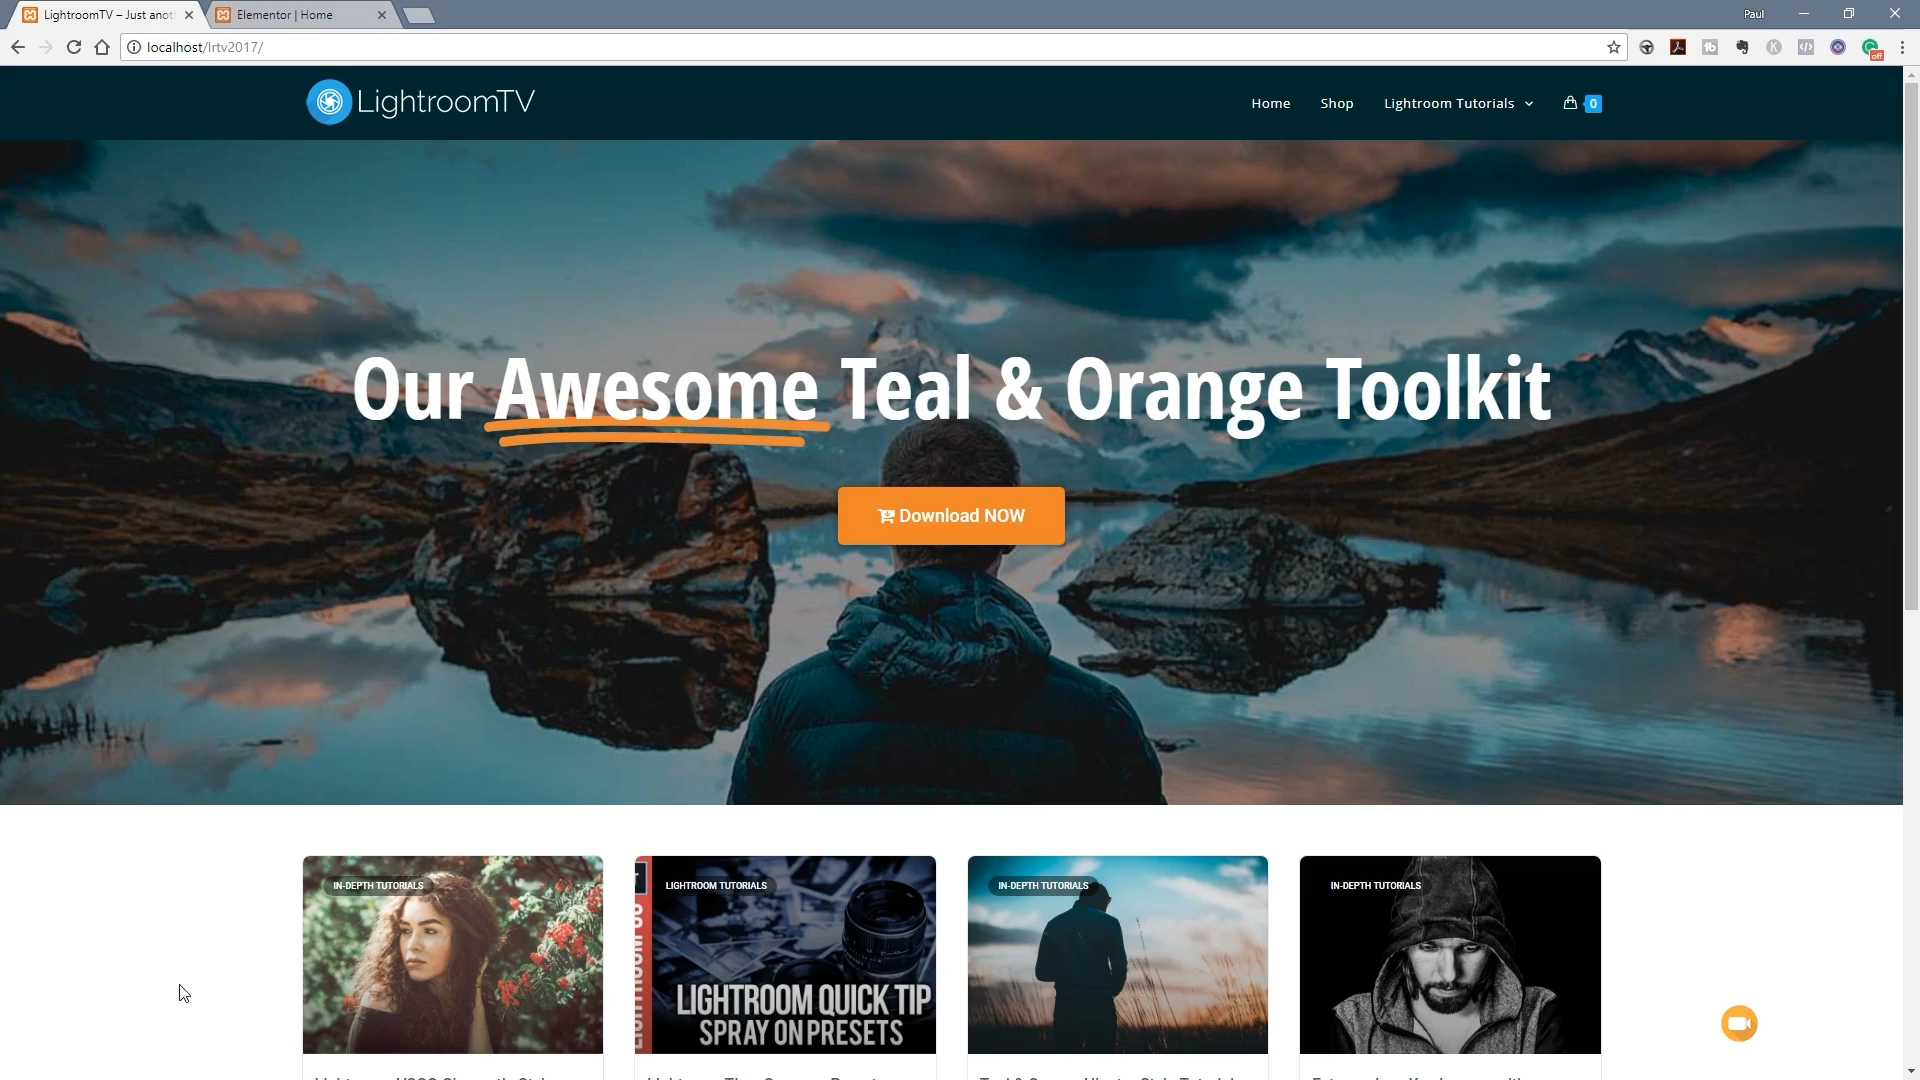 LightroomTV – Just anot
Elementor | Home
Paul
localhost/lrtv2017/
off
LightroomTV
Home
Shop
Lightroom Tutorials
0
Our Awesome Teal & Orange Toolkit
Download NOW
IN-DEPTH TUTORIALS
LIGHTROOM TUTORIALS
IN-DEPTH TUTORIALS
IN-DEPTH TUTORIALS
LIGHTROOM QUICK TIP
SPRAY ON PRESETS